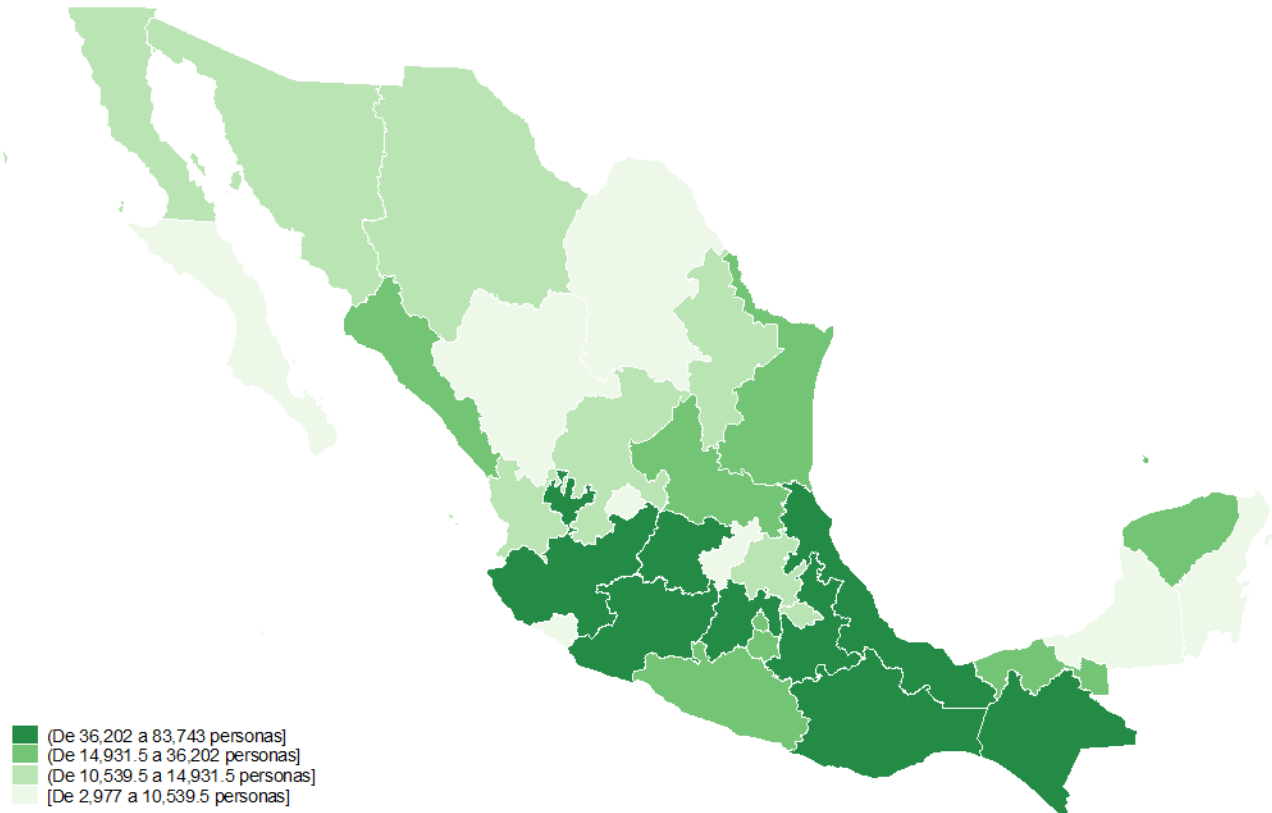 (De 36,202 a 83,743 personas]
(De 14,931.5 a 36,202 personas]
(De 10,539.5 a 14,931.5 personas]
[De 2,977 a 10,539.5 personas]